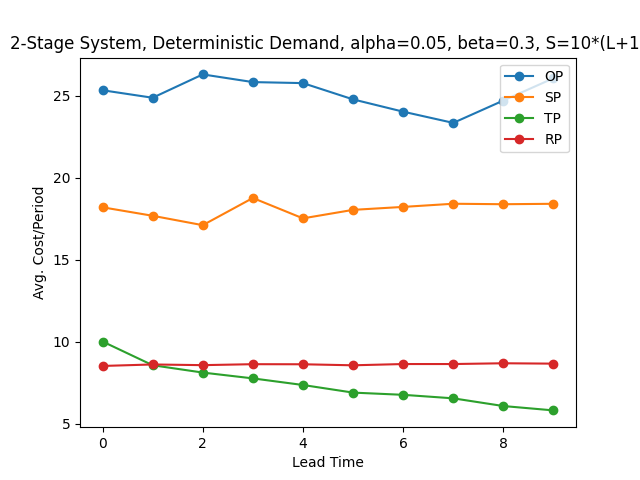 2-Stage System, Deterministic Demand, alpha=0.05, beta=0.3, S=10*(L+1
OP
SP
TP
RP
25
20
15
10
5
Avg. Cost/Period
0 2 4 6 8
Lead Time